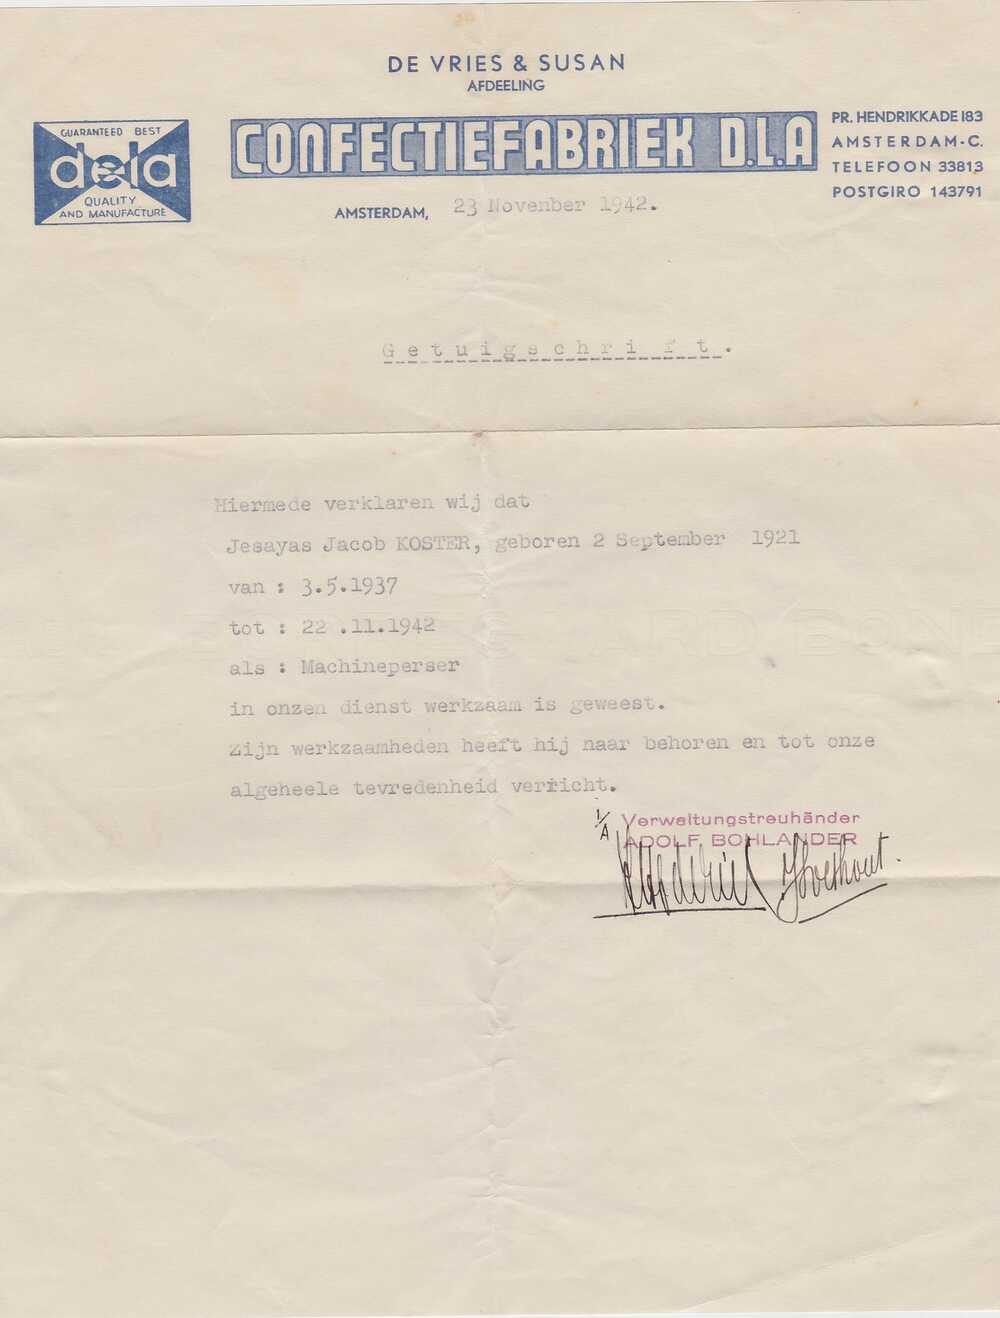 DE VRIES & SUSAN
AFDEELING
GUARANTEED BEST
dela
QUALITY
AND MANUFACTURE
CONFECTIEFABRIEK D.L.A
PR. HENDRIKKADE 183
AMSTERDAM-C.
TELEFOON 33813
POSTGIRO 143791
AMSTERDAM, 23 November 1942.
Getuigschrift.
Hiermede verklaren wij dat
Jesayas Jacob KOSTER, geboren 2 September 1921
van : 3.5.1937
tot : 22 .11.1942
als : Machineperser
in onzen dienst werkzaam is geweest.
Zijn werkzaamheden heeft hij naar behoren en tot onze
algeheele tevredenheid verricht.
Verwaltungstreuhänder
ADOLF BOHLANDER